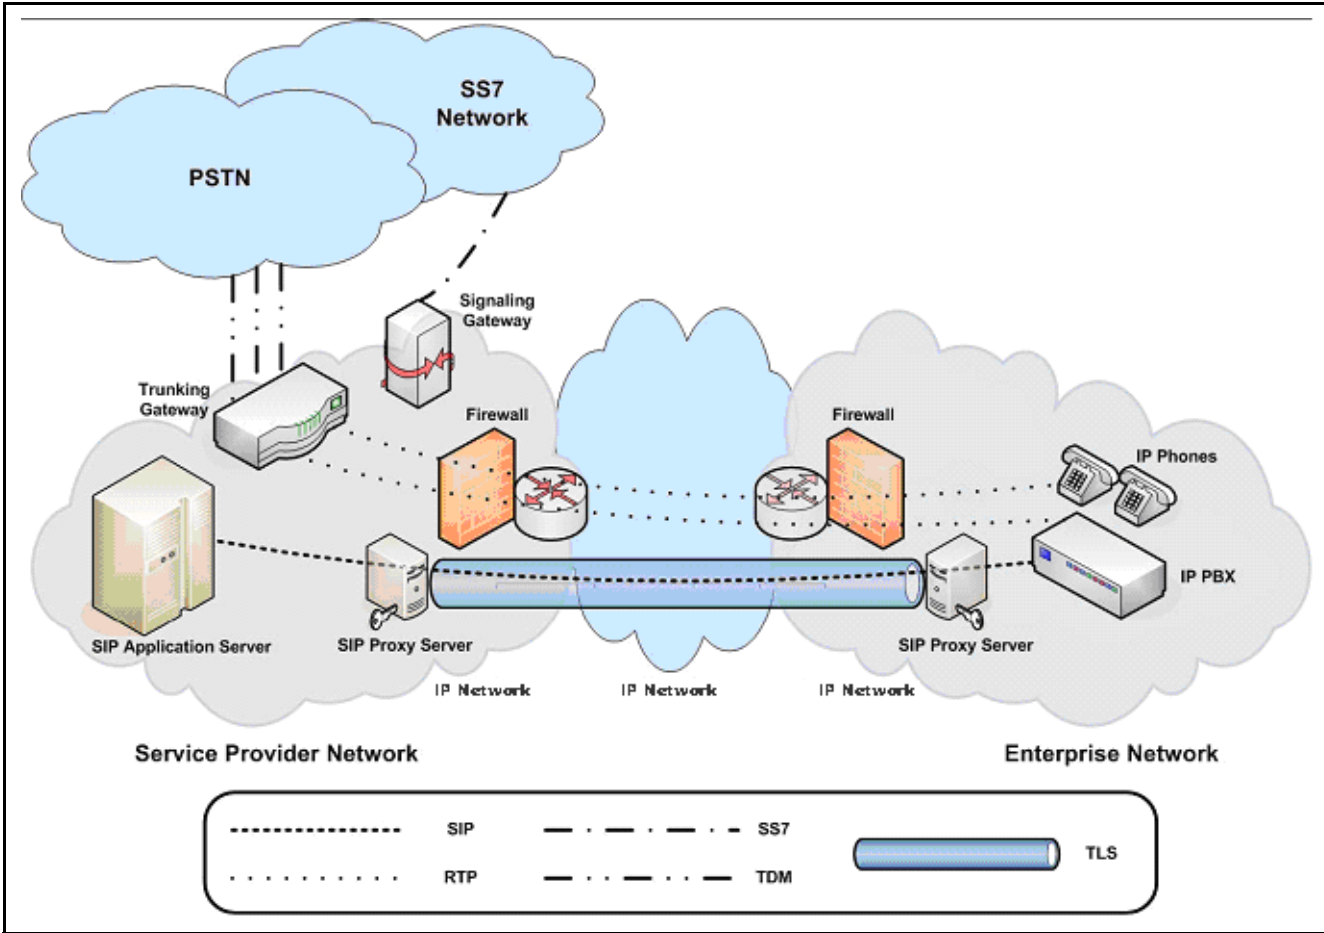 SS7
Network
PSTN
Signaling
Gateway
Trunking
Gateway
Firewall
Firewall
IP Phones
IP PBX
SIP Application Server
SIP Proxy Server
SIP Proxy Server
IP Network
IP Network
IP Network
Service Provider Network
Enterprise Network
SIP
SS7
TLS
RTP
TDM